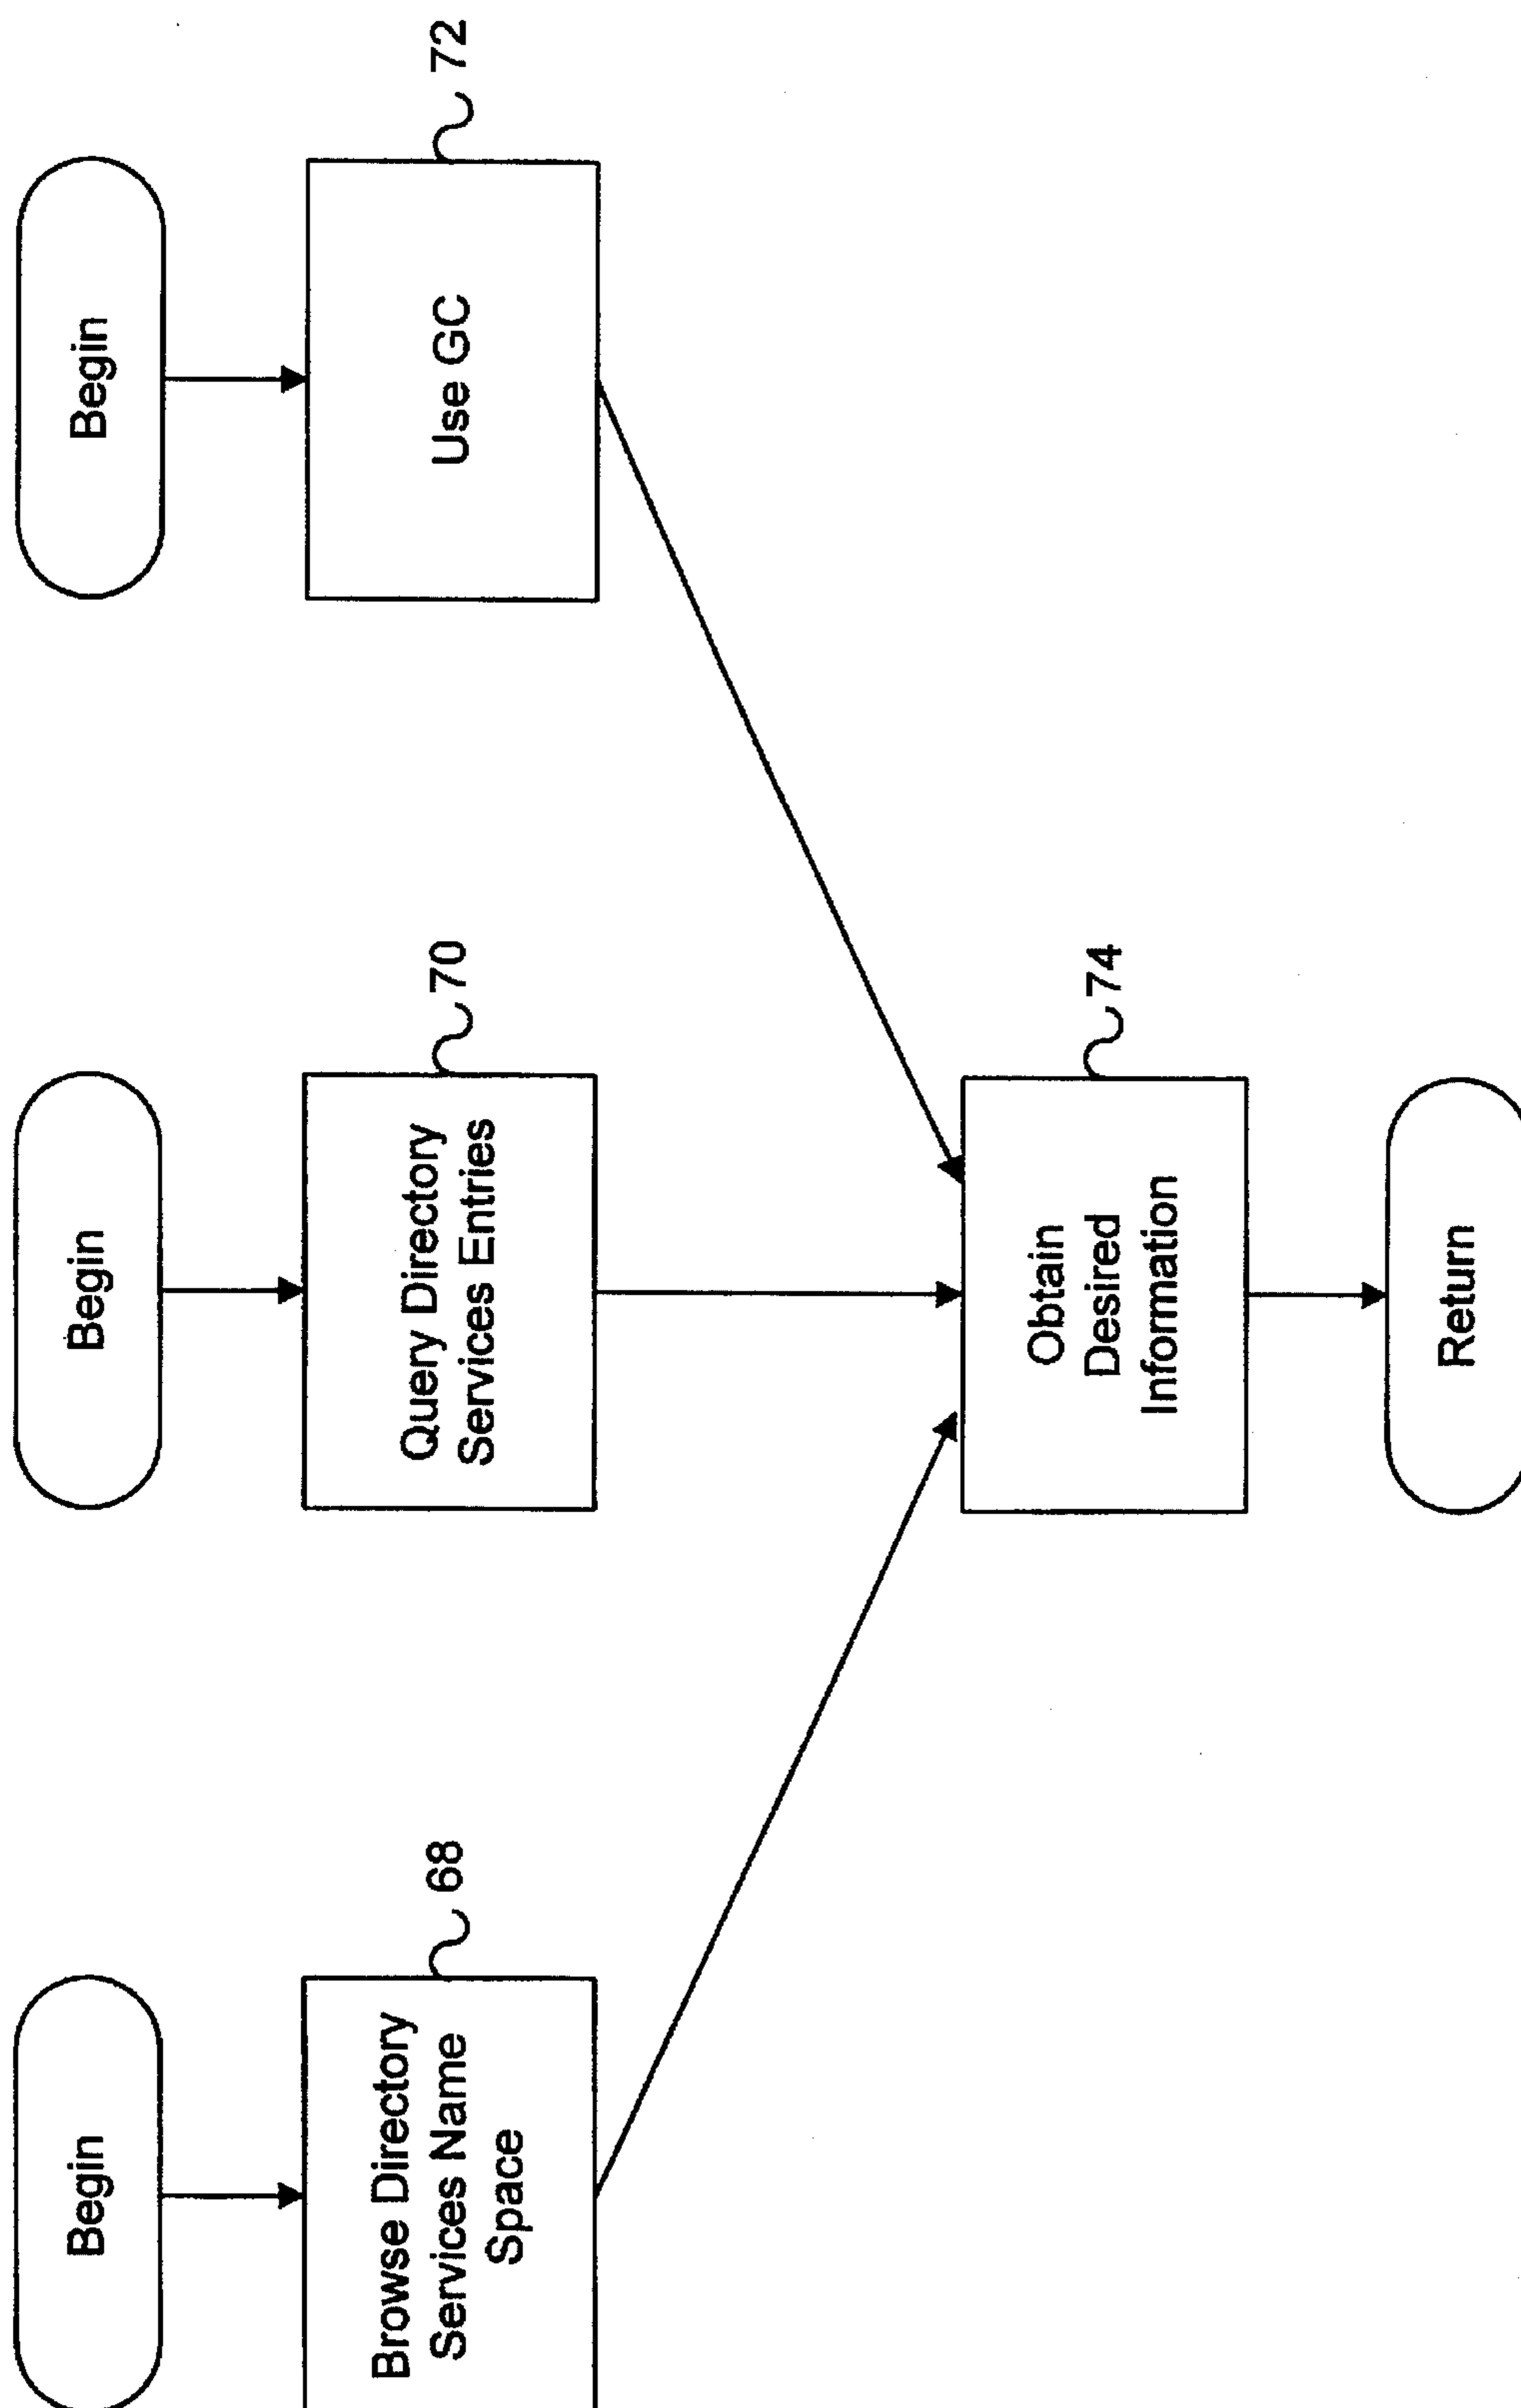 Begin
Begin
Begin
Browse Directory
Services Name
Space
68
Query Directory
Services Entries
70
Use GC
72
Obtain
Desired
Information
74
Return